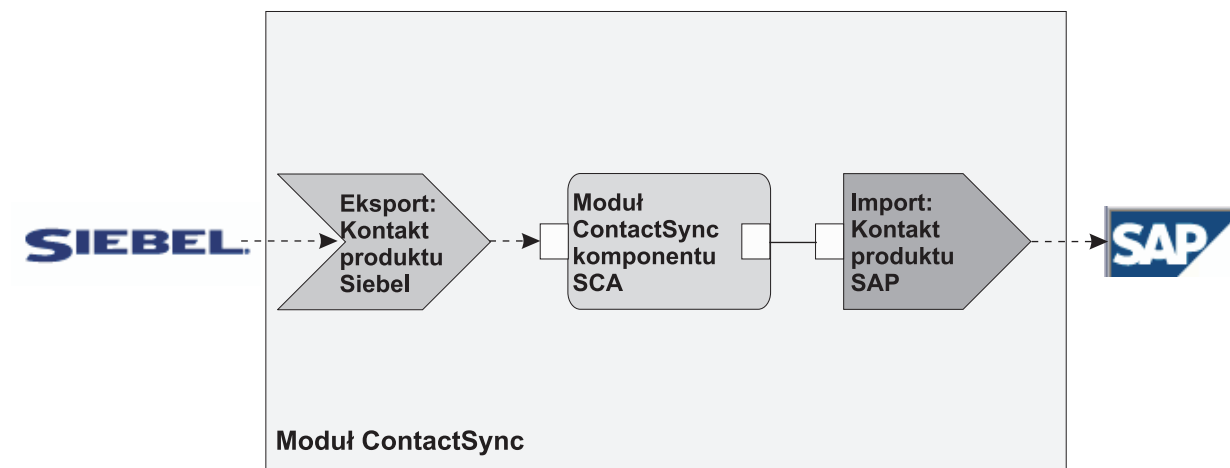 SIEBEL.
Eksport:
Kontakt
produktu
Siebel
Moduł
ContactSync
komponentu
SCA
Import:
Kontakt
produktu
SAP
SAP
Moduł ContactSync